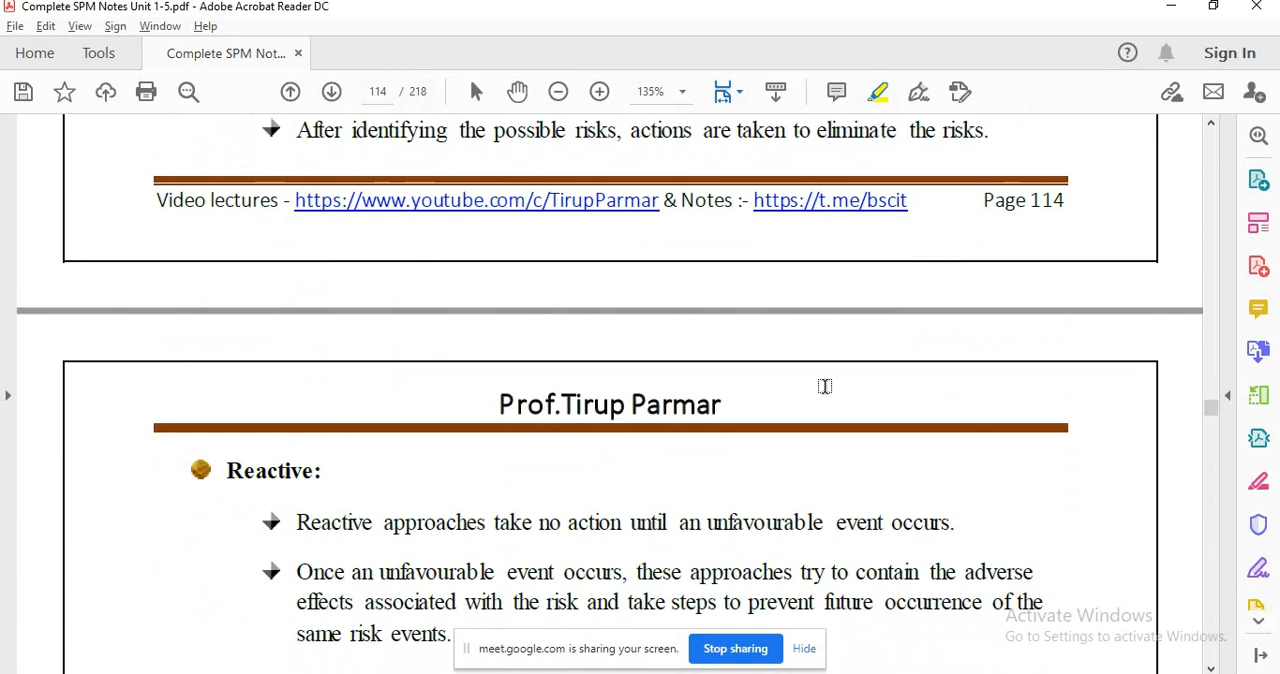 Complete SPM Notes Unit 1-5.pdf - Adobe Acrobat Reader DC
File Edit View Sign Window Help
Home Tools Complete SPM Not... × Sign In
114 / 218 135%
After identifying the possible risks, actions are taken to eliminate the risks.
Video lectures - https://www.youtube.com/c/TirupParmar & Notes :- https://t.me/bscit Page 114
Prof.Tirup Parmar
Reactive:
Reactive approaches take no action until an unfavourable event occurs.
Once an unfavourable event occurs, these approaches try to contain the adverse
effects associated with the risk and take steps to prevent future occurrence of the
same risk events.
Activate Windows
Go to Settings to activate Windows.
meet.google.com is sharing your screen. Stop sharing Hide